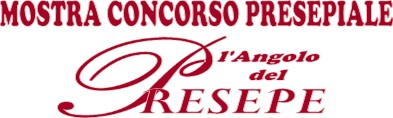 MOSTRA CONCORSO PRESEPIALE
l'Angolo
del
PRESEPE